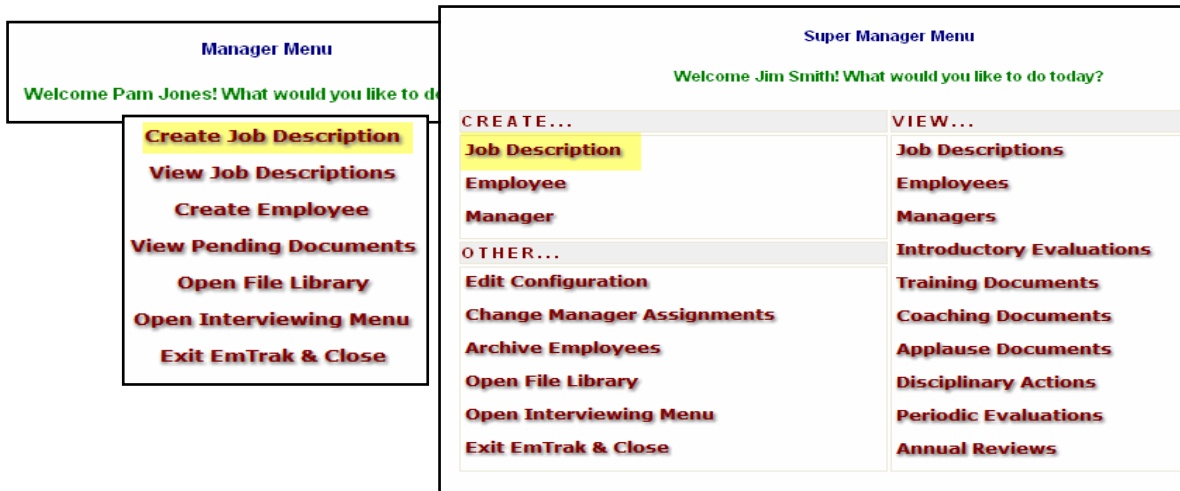 Manager Menu
Welcome Pam Jones! What would you like to d
Create Job Description
View Job Descriptions
Create Employee
View Pending Documents
Open File Library
Open Interviewing Menu
Exit EmTrak & Close
Super Manager Menu
Welcome Jim Smith! What would you like to do today?
CREATE...
Job Description
Employee
Manager
OTHER...
Edit Configuration
Change Manager Assignments
Archive Employees
Open File Library
Open Interviewing Menu
Exit EmTrak & Close
VIEW...
Job Descriptions
Employees
Managers
Introductory Evaluations
Training Documents
Coaching Documents
Applause Documents
Disciplinary Actions
Periodic Evaluations
Annual Reviews